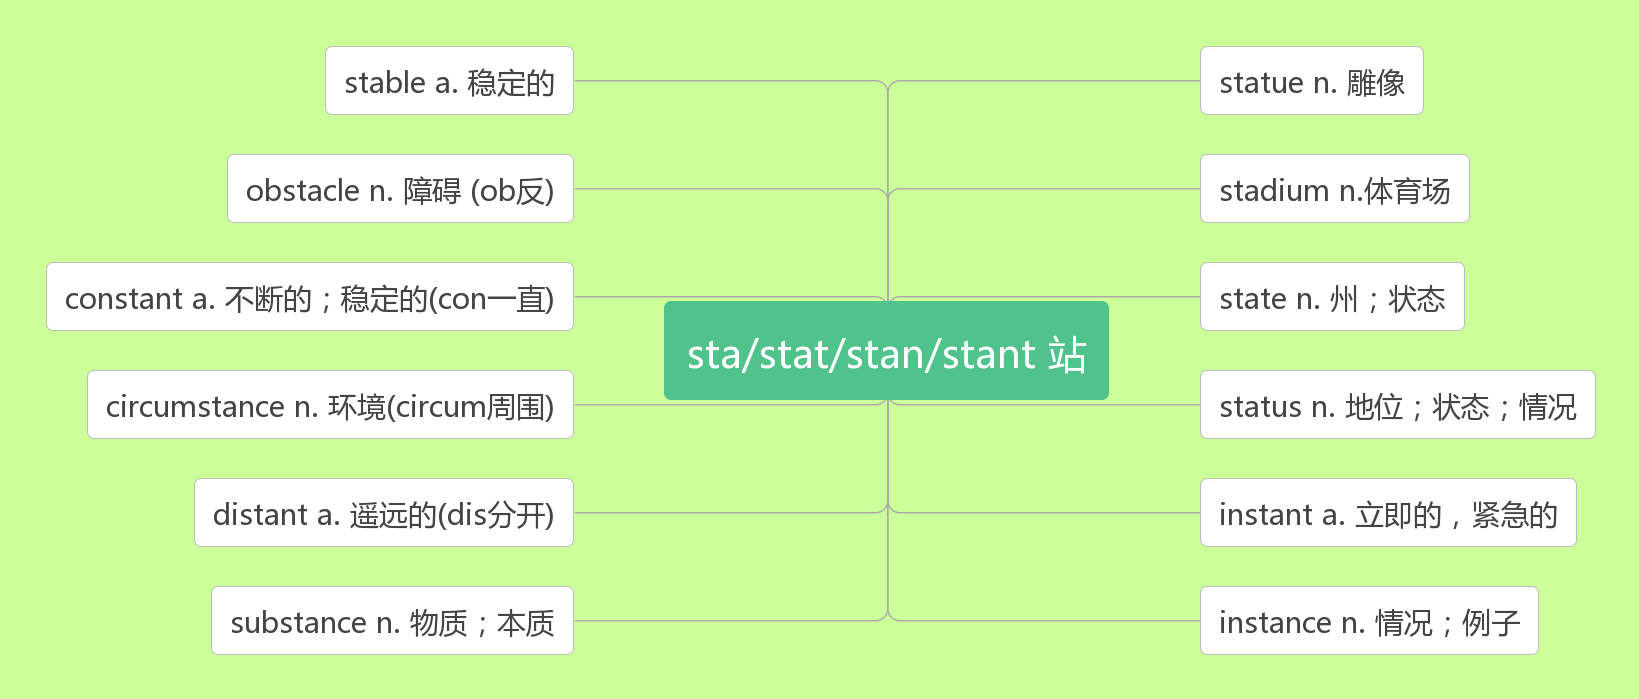 stable a. 稳定的
obstacle n. 障碍 (ob反)
constant a. 不断的；稳定的(con一直)
circumstance n. 环境(circum周围)
distant a. 遥远的(dis分开)
substance n. 物质；本质
sta/stat/stan/stant 站
statue n. 雕像
stadium n.体育场
state n. 州；状态
status n. 地位；状态；情况
instant a. 立即的，紧急的
instance n. 情况；例子